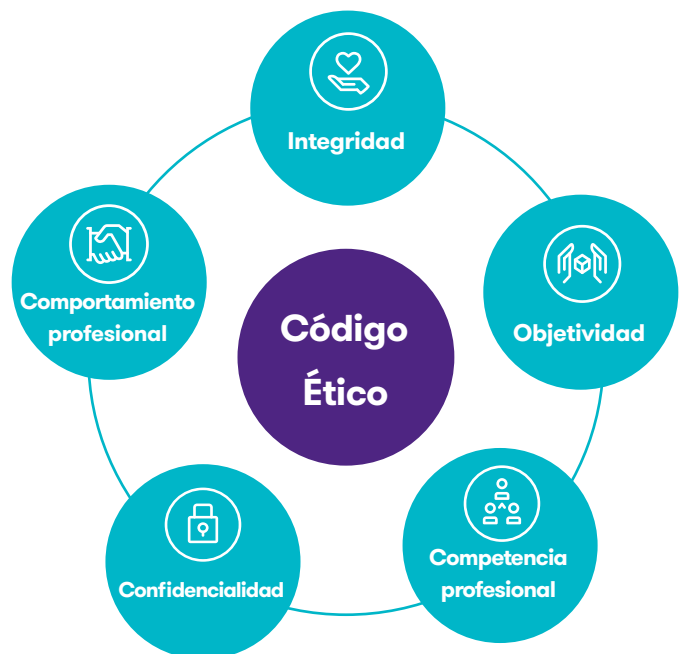 Integridad
Objetividad
Competencia
profesional
Confidencialidad
Comportamiento
profesional
Código
Ético